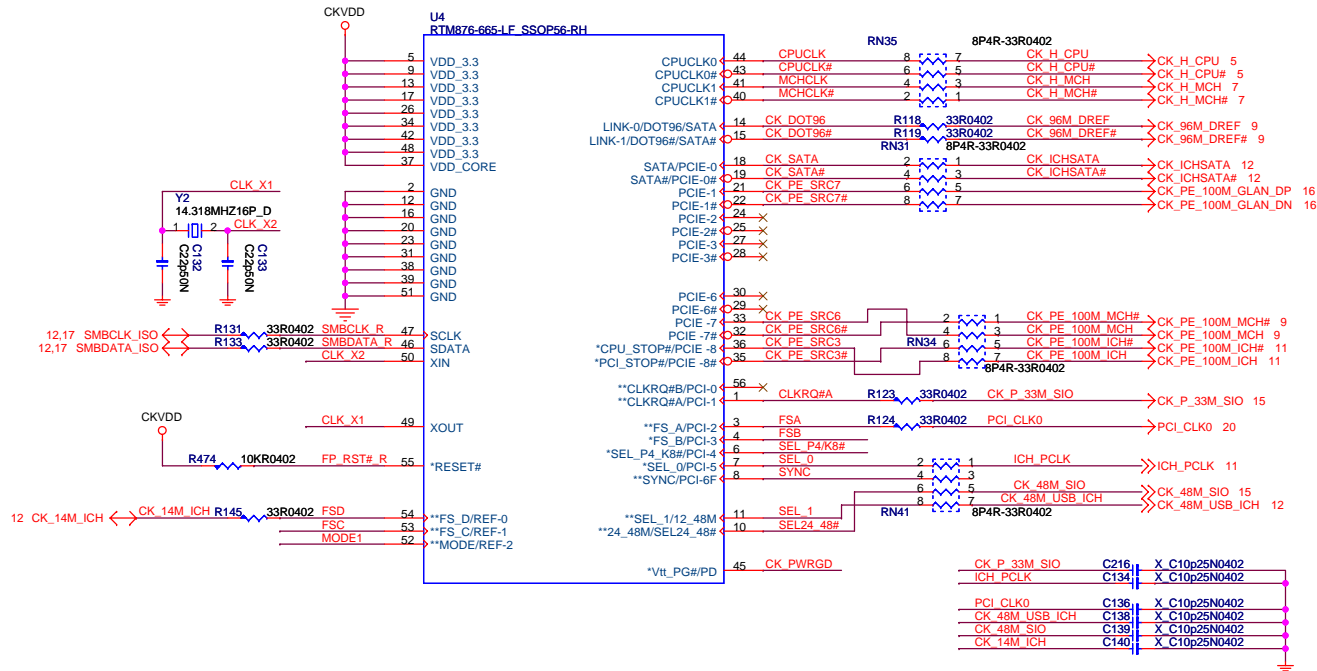 CKVDD
U4
RTM876-665-LF_SSOP56-RH
5 VDD_3.3
9 VDD_3.3
13 VDD_3.3
17 VDD_3.3
26 VDD_3.3
34 VDD_3.3
42 VDD_3.3
48 VDD_3.3
37 VDD_CORE
2 GND
12 GND
16 GND
20 GND
23 GND
31 GND
38 GND
39 GND
51 GND
CLK_X1
Y2
14.318MHZ16P_D
1 2 CLK_X2
C132
C22p50N
C133
C22p50N
12,17 SMBCLK_ISO R131 33R0402 SMBCLK_R 47 SCLK
12,17 SMBDATA_ISO R133 33R0402 SMBDATA_R 46 SDATA
CLK_X2 50 XIN
CLK_X1 49 XOUT
CKVDD
R474 10KR0402 FP_RST#_R 55 *RESET#
12 CK_14M_ICH CK_14M_ICH R145 33R0402 FSD 54 **FS_D/REF-0
FSC 53 **FS_C/REF-1
MODE1 52 **MODE/REF-2
RN35 8P4R-33R0402
CPUCLK0 44 CPUCLK 8 7 CK_H_CPU CK_H_CPU 5
CPUCLK0# 43 CPUCLK# 6 5 CK_H_CPU# CK_H_CPU# 5
CPUCLK1 41 MCHCLK 4 3 CK_H_MCH CK_H_MCH 7
CPUCLK1# 40 MCHCLK# 2 1 CK_H_MCH# CK_H_MCH# 7
LINK-0/DOT96/SATA 14 CK_DOT96 R118 33R0402 CK_96M_DREF CK_96M_DREF 9
LINK-1/DOT96#/SATA# 15 CK_DOT96# R119 33R0402 CK_96M_DREF# CK_96M_DREF# 9
RN31 8P4R-33R0402
SATA/PCIE-0 18 CK_SATA 2 1 CK_ICHSATA CK_ICHSATA 12
SATA#/PCIE-0# 19 CK_SATA# 4 3 CK_ICHSATA# CK_ICHSATA# 12
PCIE-1 21 CK_PE_SRC7 6 5 CK_PE_100M_GLAN_DP 16
PCIE-1# 22 CK_PE_SRC7# 8 7 CK_PE_100M_GLAN_DN 16
PCIE-2 24
PCIE-2# 25
PCIE-3 27
PCIE-3# 28
PCIE-6 30
PCIE-6# 29
PCIE -7 33 CK_PE_SRC6 2 1 CK_PE_100M_MCH# CK_PE_100M_MCH# 9
PCIE -7# 32 CK_PE_SRC6# 4 3 CK_PE_100M_MCH CK_PE_100M_MCH 9
*CPU_STOP#/PCIE -8 36 CK_PE_SRC3 RN34 6 5 CK_PE_100M_ICH# CK_PE_100M_ICH# 11
*PCI_STOP#/PCIE -8# 35 CK_PE_SRC3# 8 7 CK_PE_100M_ICH CK_PE_100M_ICH 11
8P4R-33R0402
**CLKRQ#B/PCI-0 56
**CLKRQ#A/PCI-1 1 CLKRQ#A R123 33R0402 CK_P_33M_SIO CK_P_33M_SIO 15
**FS_A/PCI-2 3 FSA R124 33R0402 PCI_CLK0 PCI_CLK0 20
*FS_B/PCI-3 4 FSB
*SEL_P4_K8#/PCI-4 6 SEL_P4/K8#
*SEL_0/PCI-5 7 SEL_0 2 1 ICH_PCLK ICH_PCLK 11
**SYNC/PCI-6F 8 SYNC 4 3
6 5 CK_48M_SIO CK_48M_SIO 15
8 7 CK_48M_USB_ICH CK_48M_USB_ICH 12
**SEL_1/12_48M 11 SEL_1 RN41 8P4R-33R0402
**24_48M/SEL24_48# 10 SEL24_48#
*Vtt_PG#/PD 45 CK_PWRGD
CK_P_33M_SIO C216 X_C10p25N0402
ICH_PCLK C134 X_C10p25N0402
PCI_CLK0 C136 X_C10p25N0402
CK_48M_USB_ICH C138 X_C10p25N0402
CK_48M_SIO C139 X_C10p25N0402
CK_14M_ICH C140 X_C10p25N0402